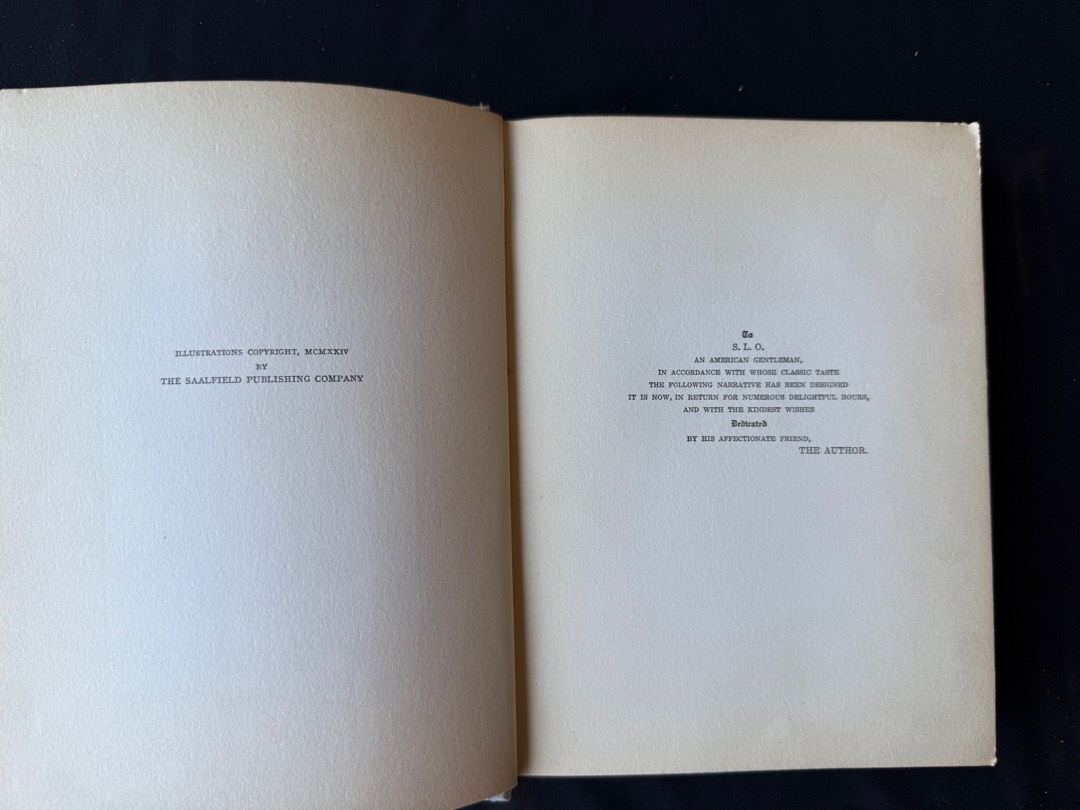 ILLUSTRATIONS COPYRIGHT, MCMXXIV
BY
THE SAALFIELD PUBLISHING COMPANY
To
S. L. O.
AN AMERICAN GENTLEMAN,
IN ACCORDANCE WITH WHOSE CLASSIC TASTE
THE FOLLOWING NARRATIVE HAS BEEN DESIGNED
IT IS NOW, IN RETURN FOR NUMEROUS DELIGHTFUL HOURS,
AND WITH THE KINDEST WISHES
Dedicated
BY HIS AFFECTIONATE FRIEND,
THE AUTHOR.